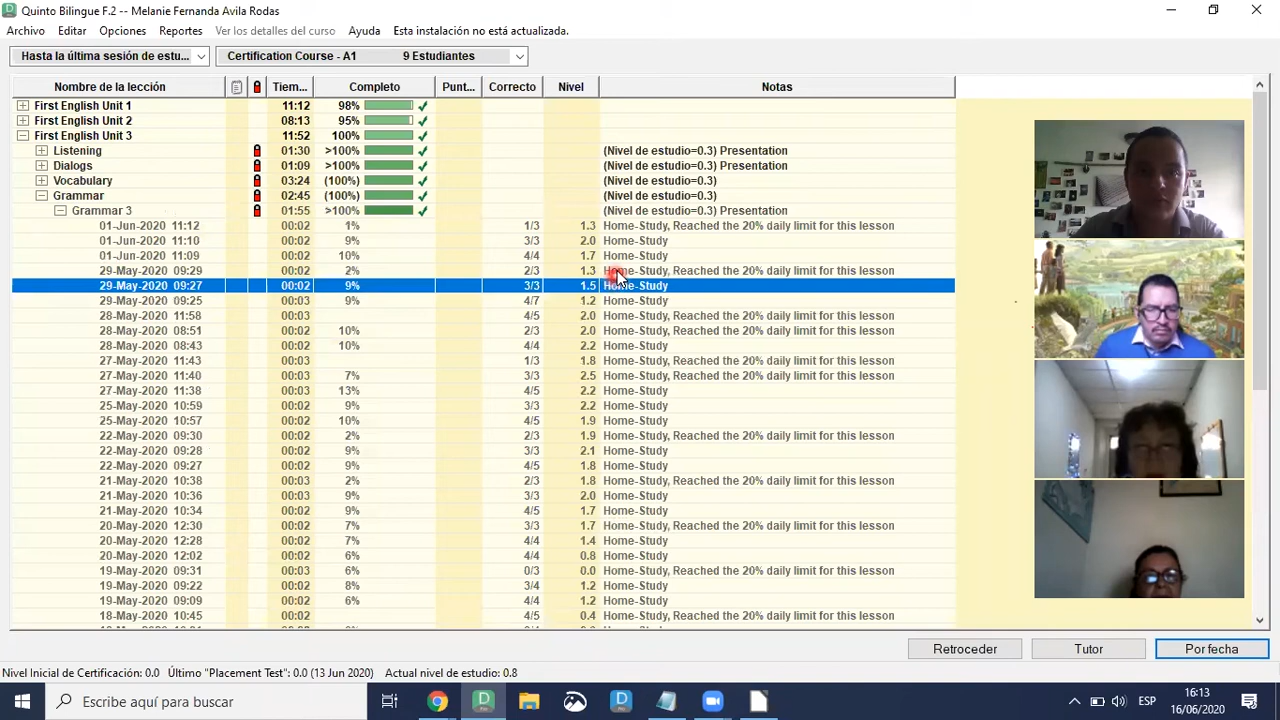 Quinto Bilingue F.2 -- Melanie Fernanda Avila Rodas
Archivo Editar Opciones Reportes Ver los detalles del curso Ayuda Esta instalación no está actualizada.
Hasta la última sesión de estu... Certification Course - A1 9 Estudiantes
Nombre de la lección Tiem... Completo Punt... Correcto Nivel Notas
First English Unit 1 11:12 98%
First English Unit 2 08:13 95%
First English Unit 3 11:52 100%
Listening 01:30 >100% (Nivel de estudio=0.3) Presentation
Dialogs 01:09 >100% (Nivel de estudio=0.3) Presentation
Vocabulary 03:24 (100%) (Nivel de estudio=0.3)
Grammar 02:45 (100%) (Nivel de estudio=0.3)
Grammar 3 01:55 >100% (Nivel de estudio=0.3) Presentation
01-Jun-2020 11:12 00:02 1% 1/3 1.3 Home-Study, Reached the 20% daily limit for this lesson
01-Jun-2020 11:10 00:02 9% 3/3 2.0 Home-Study
01-Jun-2020 11:09 00:02 10% 4/4 1.7 Home-Study
29-May-2020 09:29 00:02 2% 2/3 1.3 Home-Study, Reached the 20% daily limit for this lesson
29-May-2020 09:27 00:02 9% 3/3 1.5 Home-Study
29-May-2020 09:25 00:03 9% 4/7 1.2 Home-Study
28-May-2020 11:58 00:03 4/5 2.0 Home-Study, Reached the 20% daily limit for this lesson
28-May-2020 08:51 00:02 10% 2/3 2.0 Home-Study, Reached the 20% daily limit for this lesson
28-May-2020 08:43 00:02 10% 4/4 2.2 Home-Study
27-May-2020 11:43 00:03 1/3 1.8 Home-Study, Reached the 20% daily limit for this lesson
27-May-2020 11:40 00:03 7% 3/3 2.5 Home-Study, Reached the 20% daily limit for this lesson
27-May-2020 11:38 00:03 13% 4/5 2.2 Home-Study
25-May-2020 10:59 00:02 9% 3/3 2.2 Home-Study
25-May-2020 10:57 00:02 10% 4/5 1.9 Home-Study
22-May-2020 09:30 00:02 2% 2/3 1.9 Home-Study, Reached the 20% daily limit for this lesson
22-May-2020 09:28 00:02 9% 3/3 2.1 Home-Study
22-May-2020 09:27 00:02 9% 4/5 1.8 Home-Study
21-May-2020 10:38 00:03 2% 2/3 1.8 Home-Study, Reached the 20% daily limit for this lesson
21-May-2020 10:36 00:03 9% 3/3 2.0 Home-Study
21-May-2020 10:34 00:03 9% 4/5 1.7 Home-Study
20-May-2020 12:30 00:02 7% 3/3 1.7 Home-Study, Reached the 20% daily limit for this lesson
20-May-2020 12:28 00:02 7% 4/4 1.4 Home-Study
20-May-2020 12:02 00:02 6% 4/4 0.8 Home-Study
19-May-2020 09:31 00:03 6% 0/3 0.0 Home-Study, Reached the 20% daily limit for this lesson
19-May-2020 09:22 00:02 8% 3/4 1.2 Home-Study
19-May-2020 09:09 00:02 6% 4/4 1.2 Home-Study
18-May-2020 10:45 00:02 4/5 0.4 Home-Study, Reached the 20% daily limit for this lesson
Retroceder Tutor Por fecha
Nivel Inicial de Certificación: 0.0 Último "Placement Test": 0.0 (13 Jun 2020) Actual nivel de estudio: 0.8
Escribe aquí para buscar
ESP
16:13
16/06/2020